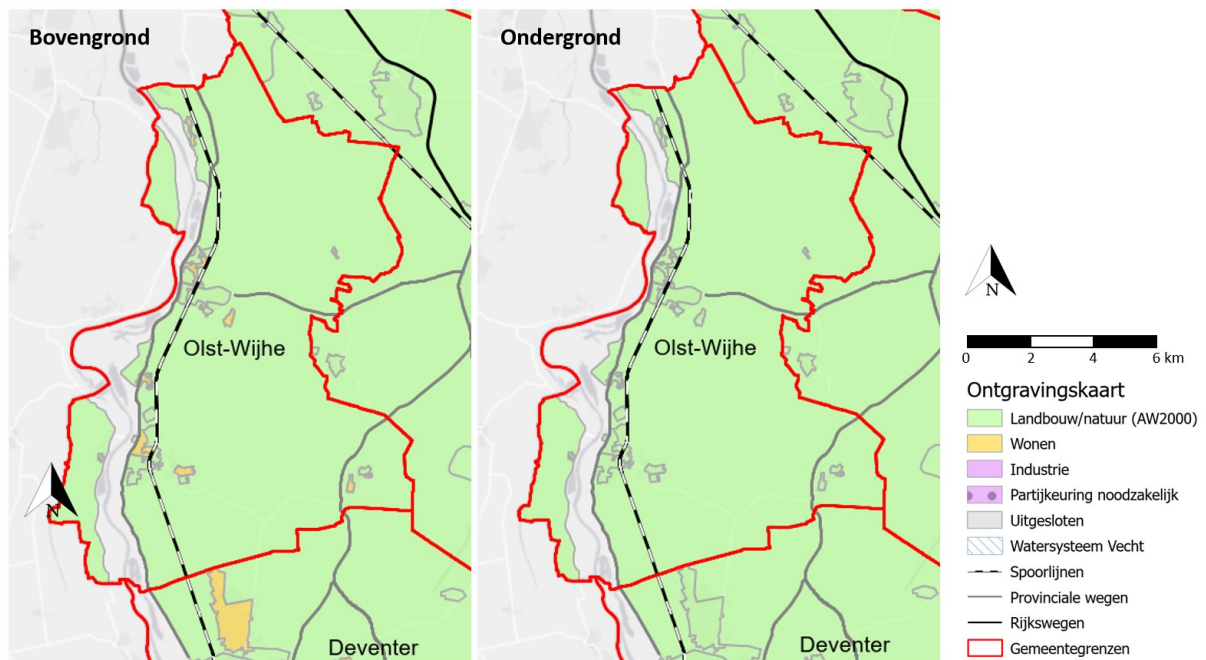 Bovengrond
Olst-Wijhe
N
Deventer
Ondergrond
Olst-Wijhe
Deventer
N
0 2 4 6 km
Ontgravingskaart
Landbouw/natuur (AW2000)
Wonen
Industrie
Partijkeuring noodzakelijk
Uitgesloten
Watersysteem Vecht
Spoorlijnen
Provinciale wegen
Rijkswegen
Gemeentegrenzen